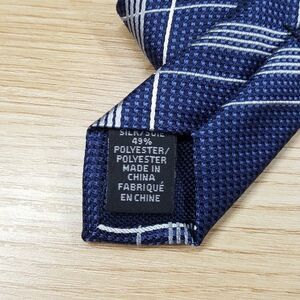 SILK/SOIE
49%
POLYESTER/
POLYESTER
MADE IN
CHINA
FABRIQUÉ
EN CHINE